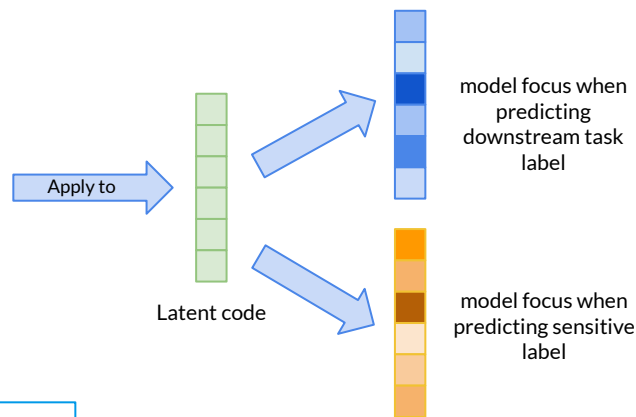 model focus when
predicting
downstream task
label
Apply to
Latent code
model focus when
predicting sensitive
label